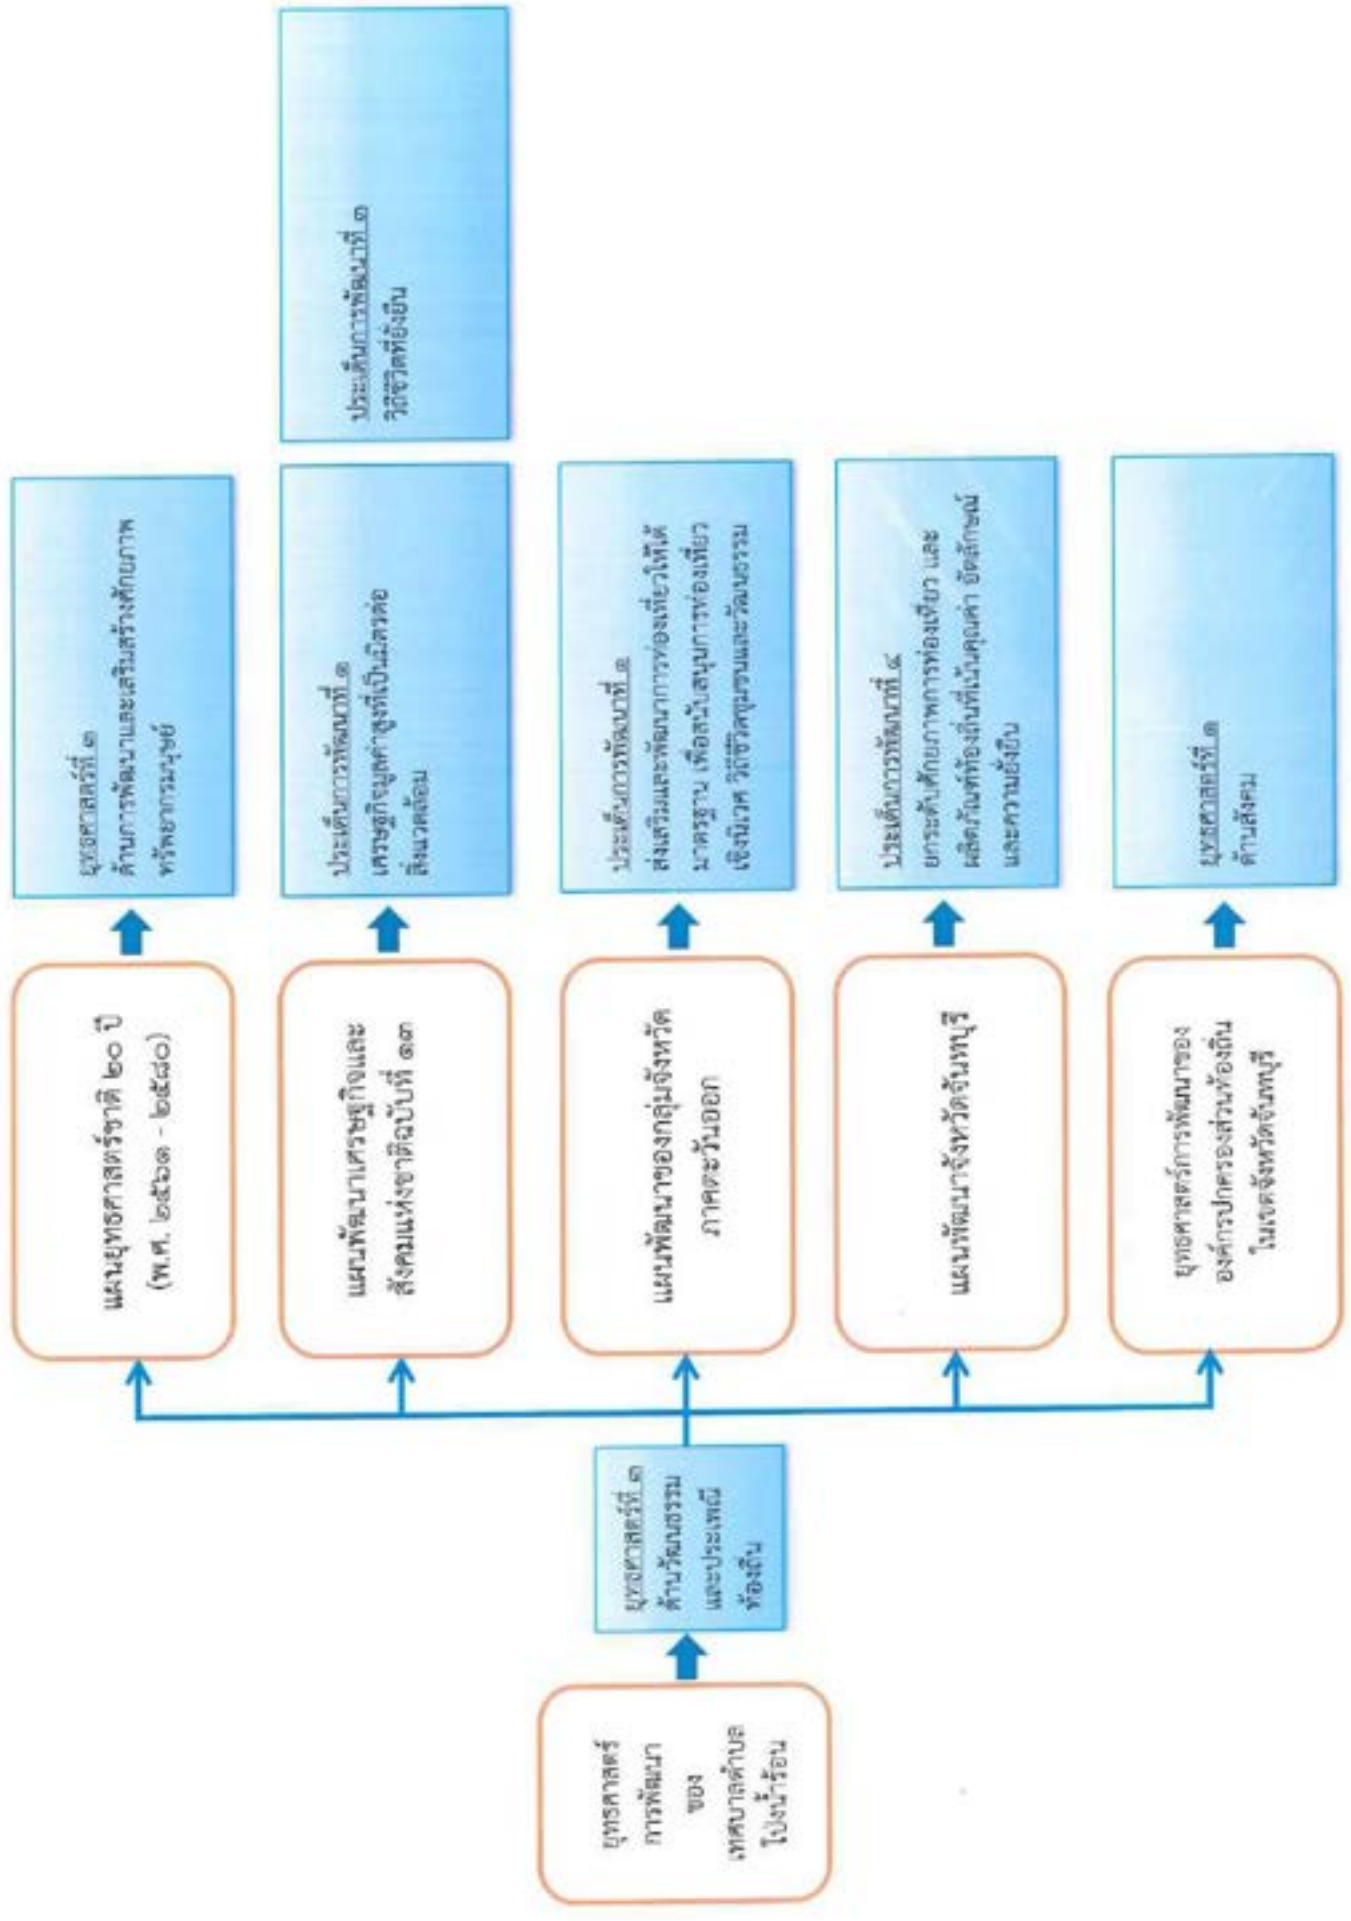 ยุทธศาสตร์
การพัฒนา
ของ
เทศบาลตำบล
โป่งน้ำร้อน
ยุทธศาสตร์ที่ ๓
ด้านวัฒนธรรม
และประเพณี
ท้องถิ่น
แผนยุทธศาสตร์ชาติ ๒๐ ปี
(พ.ศ. ๒๕๖๑ - ๒๕๘๐)
ยุทธศาสตร์ที่ ๓
ด้านการพัฒนาและเสริมสร้างศักยภาพ
ทรัพยากรมนุษย์
แผนพัฒนาเศรษฐกิจและ
สังคมแห่งชาติฉบับที่ ๑๓
ประเด็นการพัฒนาที่ ๑
เศรษฐกิจมูลค่าสูงที่เป็นมิตรต่อ
สิ่งแวดล้อม
ประเด็นการพัฒนาที่ ๓
วิถีชีวิตที่ยั่งยืน
แผนพัฒนาของกลุ่มจังหวัด
ภาคตะวันออก
ประเด็นการพัฒนาที่ ๑
ส่งเสริมและพัฒนาการท่องเที่ยวให้ได้
มาตรฐาน เพื่อสนับสนุนการท่องเที่ยว
เชิงนิเวศ วิถีชีวิตชุมชนและวัฒนธรรม
แผนพัฒนาจังหวัดจันทบุรี
ประเด็นการพัฒนาที่ ๔
ยกระดับศักยภาพการท่องเที่ยว และ
ผลิตภัณฑ์ท้องถิ่นที่เน้นคุณค่า อัตลักษณ์
และความยั่งยืน
ยุทธศาสตร์การพัฒนาของ
องค์กรปกครองส่วนท้องถิ่น
ในเขตจังหวัดจันทบุรี
ยุทธศาสตร์ที่ ๑
ด้านสังคม